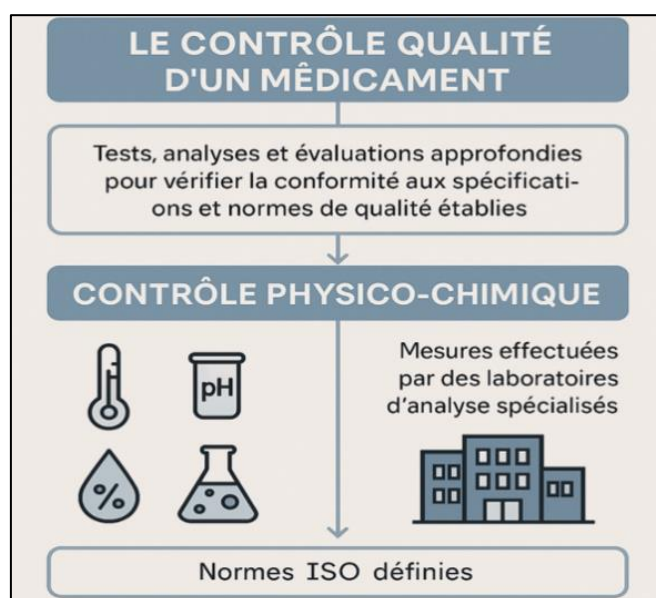 LE CONTRÔLE QUALITÉ
D'UN MÊDICAMENT
Tests, analyses et évaluations approfondies
pour vérifier la conformité aux spécificati-
ons et normes de qualité établies
CONTRÔLE PHYSICO-CHIMIQUE
pH
%
Mesures effectuées
par des laboratoires
d'analyse spécialisés
Normes ISO définies